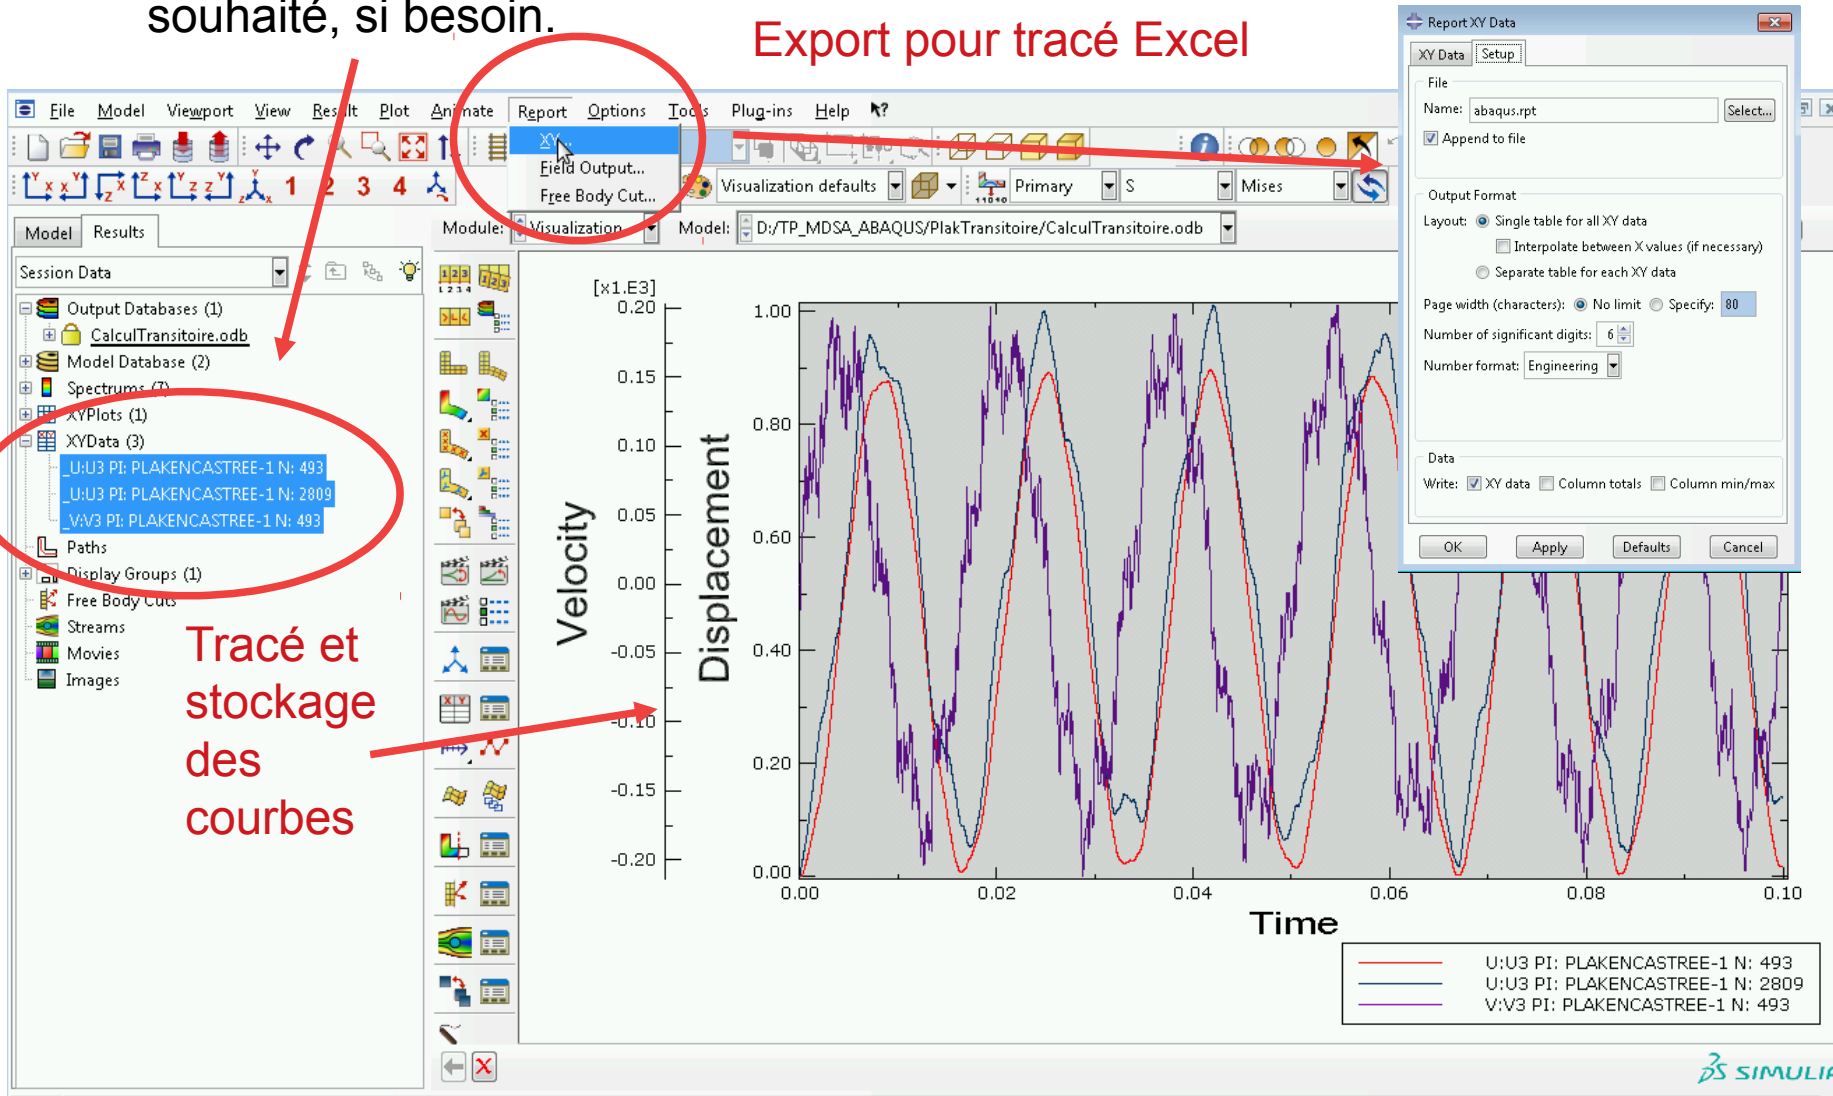 souhaité, si besoin.
Export pour tracé Excel
File Model Viewport View Result Plot Animate Report Options Tools Plug-ins Help
XY...
Field Output...
Free Body Cut...
1 2 3 4
Visualization defaults
Primary
S
Mises
Model Results
Module: Visualization
Model: D:/TP_MDSA_ABAQUS/PlakTransitoire/CalculTransitoire.odb
Session Data
Output Databases (1)
CalculTransitoire.odb
Model Database (2)
Spectrums (7)
XYPlots (1)
XYData (3)
_U:U3 PI: PLAKENCASTREE-1 N: 493
_U:U3 PI: PLAKENCASTREE-1 N: 2809
_V:V3 PI: PLAKENCASTREE-1 N: 493
Paths
Display Groups (1)
Free Body Cuts
Streams
Movies
Images
Tracé et
stockage
des
courbes
[x1.E3]
0.20
0.15
0.10
0.05
0.00
-0.05
-0.10
-0.15
-0.20
Velocity
1.00
0.80
0.60
0.40
0.20
0.00
Displacement
0.00 0.02 0.04 0.06 0.08 0.10
Time
U:U3 PI: PLAKENCASTREE-1 N: 493
U:U3 PI: PLAKENCASTREE-1 N: 2809
V:V3 PI: PLAKENCASTREE-1 N: 493
Report XY Data
XY Data Setup
File
Name: abaqus.rpt Select...
Append to file
Output Format
Layout: Single table for all XY data
Interpolate between X values (if necessary)
Separate table for each XY data
Page width (characters): No limit Specify: 80
Number of significant digits: 6
Number format: Engineering
Data
Write: XY data Column totals Column min/max
OK Apply Defaults Cancel
SIMULIA